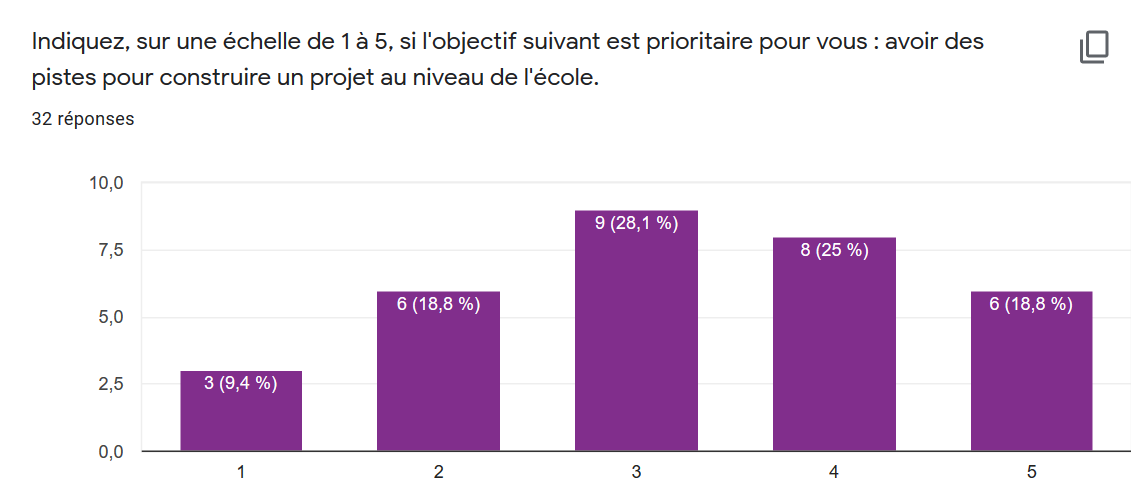 Indiquez, sur une échelle de 1 à 5, si l'objectif suivant est prioritaire pour vous : avoir des
pistes pour construire un projet au niveau de l'école.
32 réponses
10,0
7,5
5,0
2,5
0,0
3 (9,4 %)
6 (18,8 %)
9 (28,1 %)
8 (25 %)
6 (18,8 %)
1
2
3
4
5